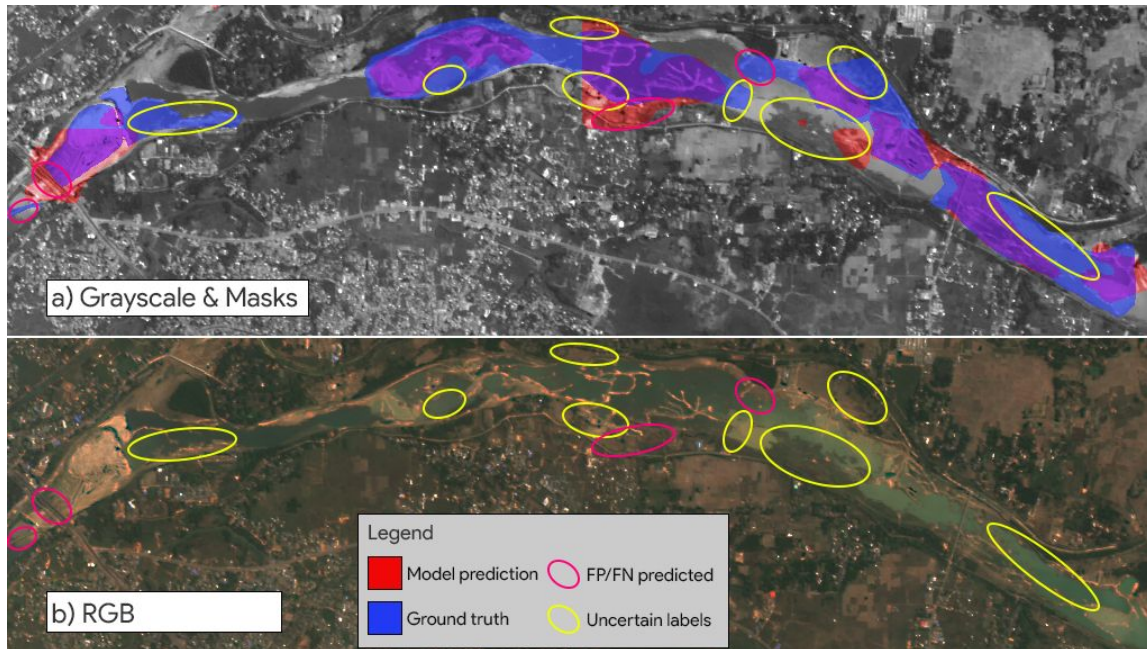 a) Grayscale & Masks
b) RGB
Legend
Model prediction
FP/FN predicted
Ground truth
Uncertain labels